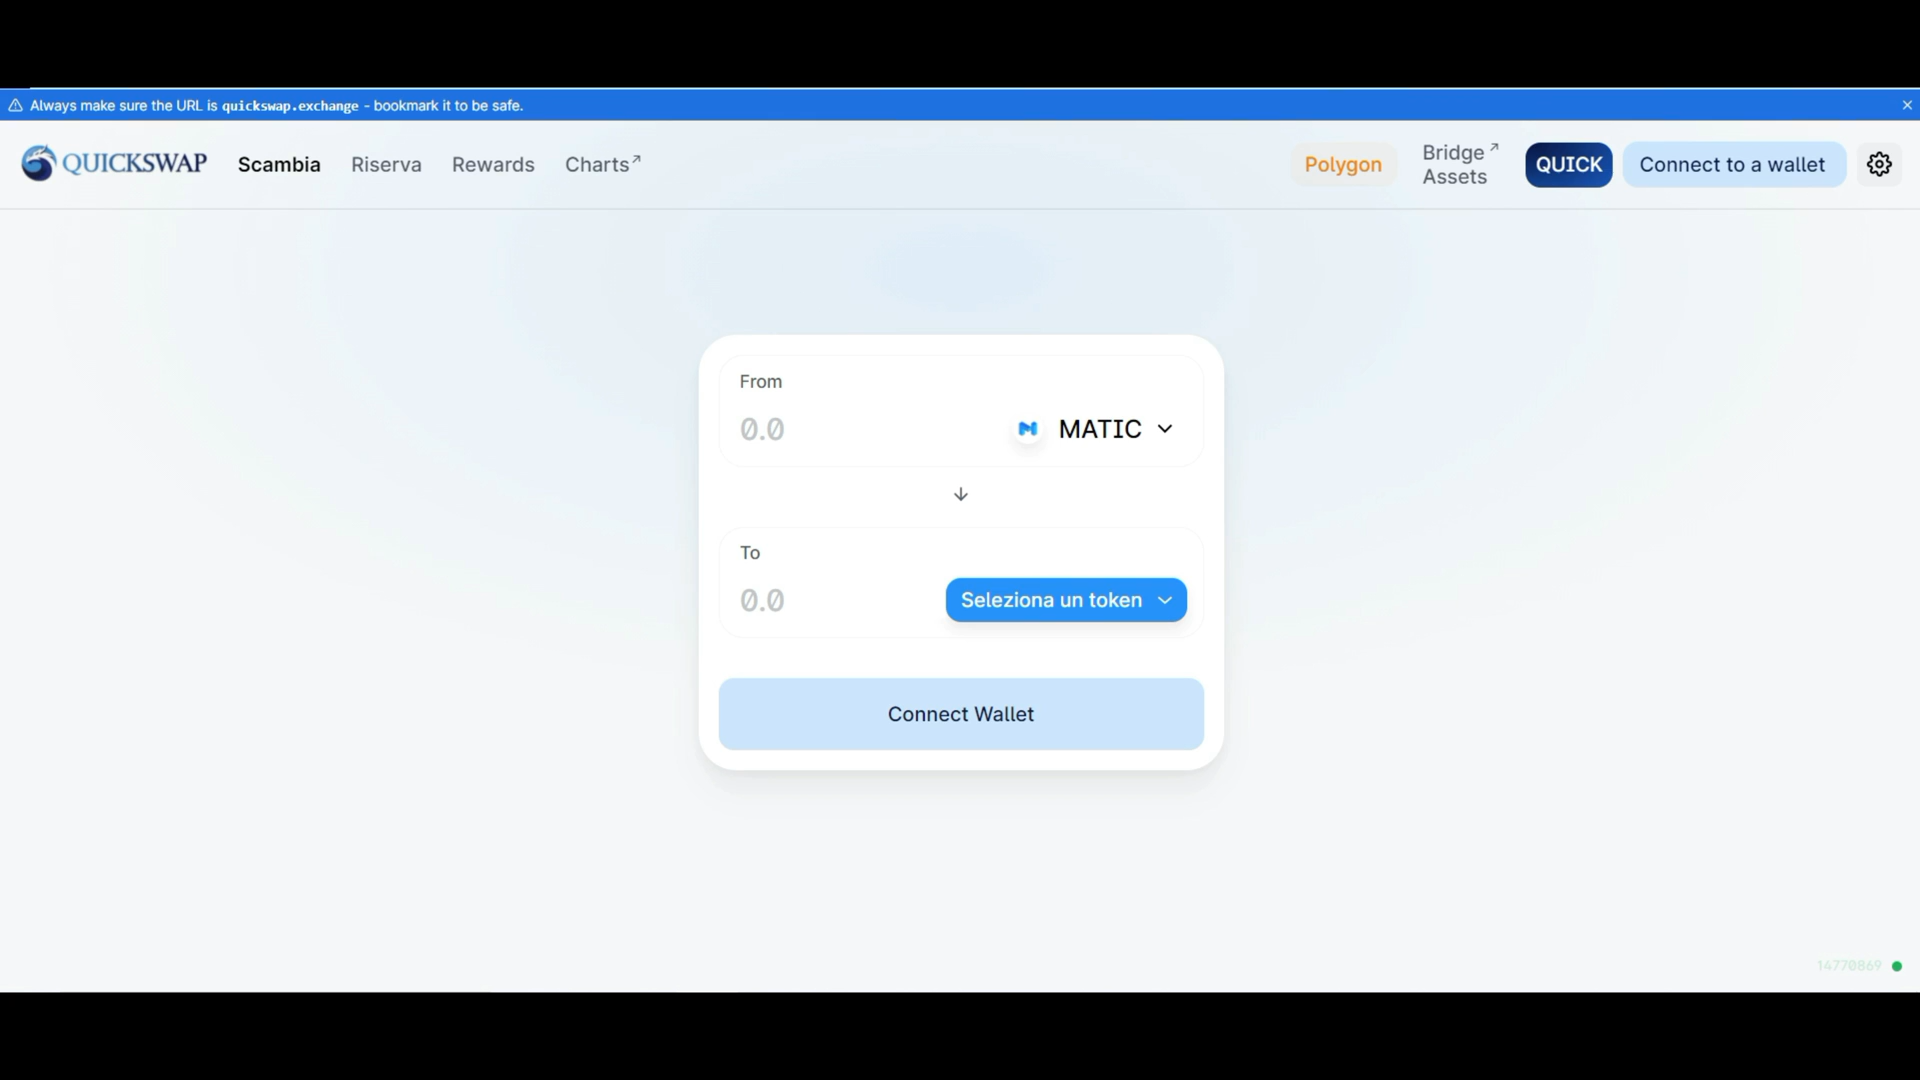 Always make sure the URL is quickswap.exchange - bookmark it to be safe.
QUICKSWAP
Scambia
Riserva
Rewards
Charts↗
Polygon
Bridge ↗
Assets
QUICK
Connect to a wallet
From
0.0
MATIC
To
0.0
Seleziona un token
Connect Wallet
14770869